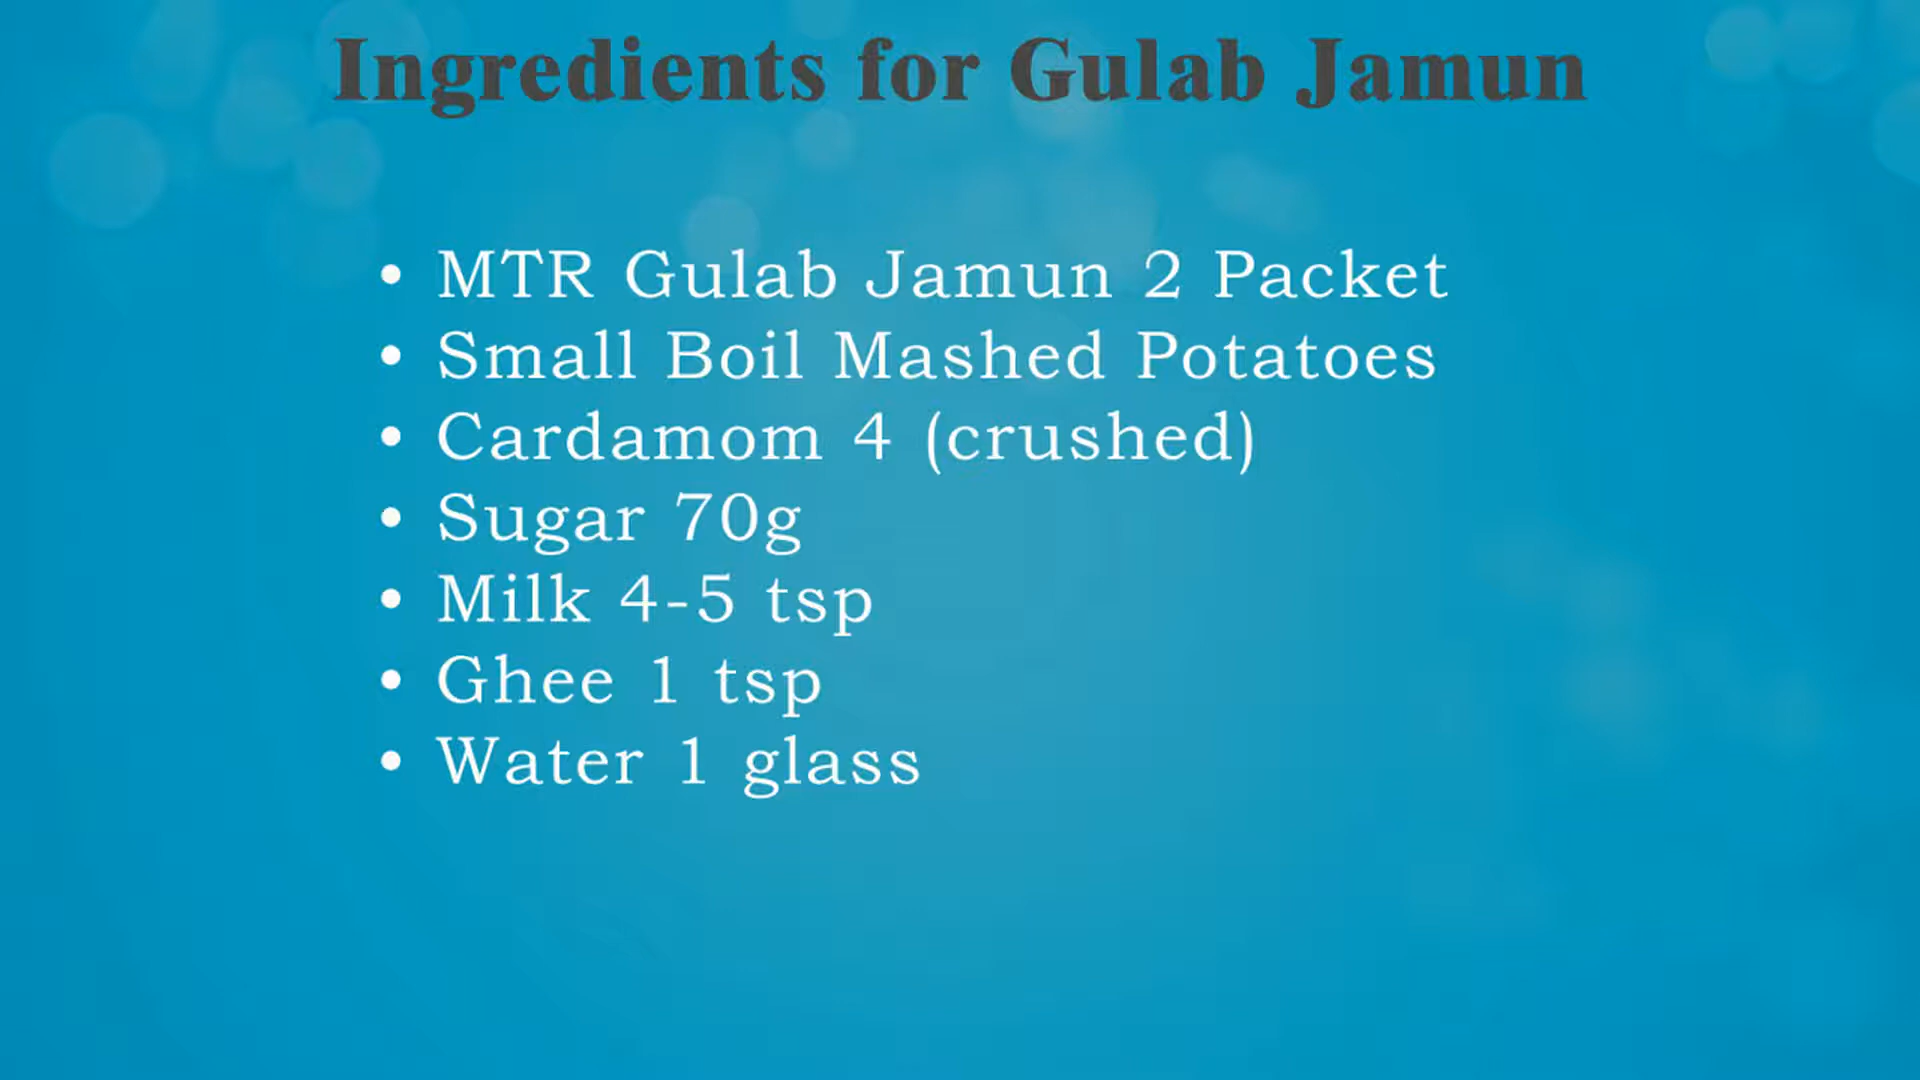 Ingredients for Gulab Jamun
• MTR Gulab Jamun 2 Packet
• Small Boil Mashed Potatoes
• Cardamom 4 (crushed)
• Sugar 70g
• Milk 4-5 tsp
• Ghee 1 tsp
• Water 1 glass